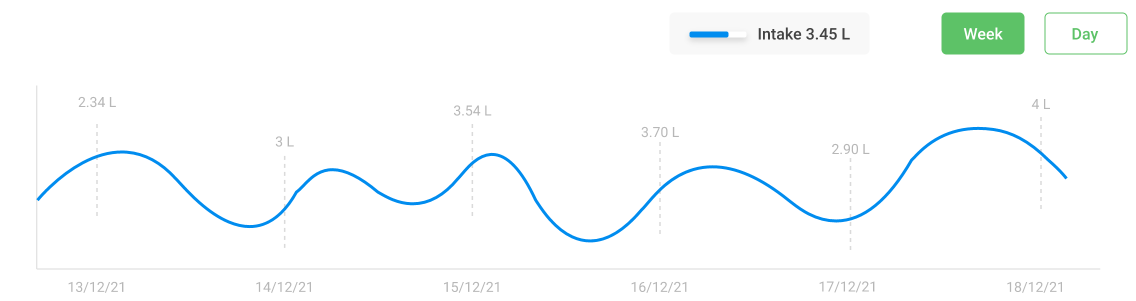 Intake 3.45 L
Week
Day
2.34 L
3 L
3.54 L
3.70 L
2.90 L
4 L
13/12/21
14/12/21
15/12/21
16/12/21
17/12/21
18/12/21